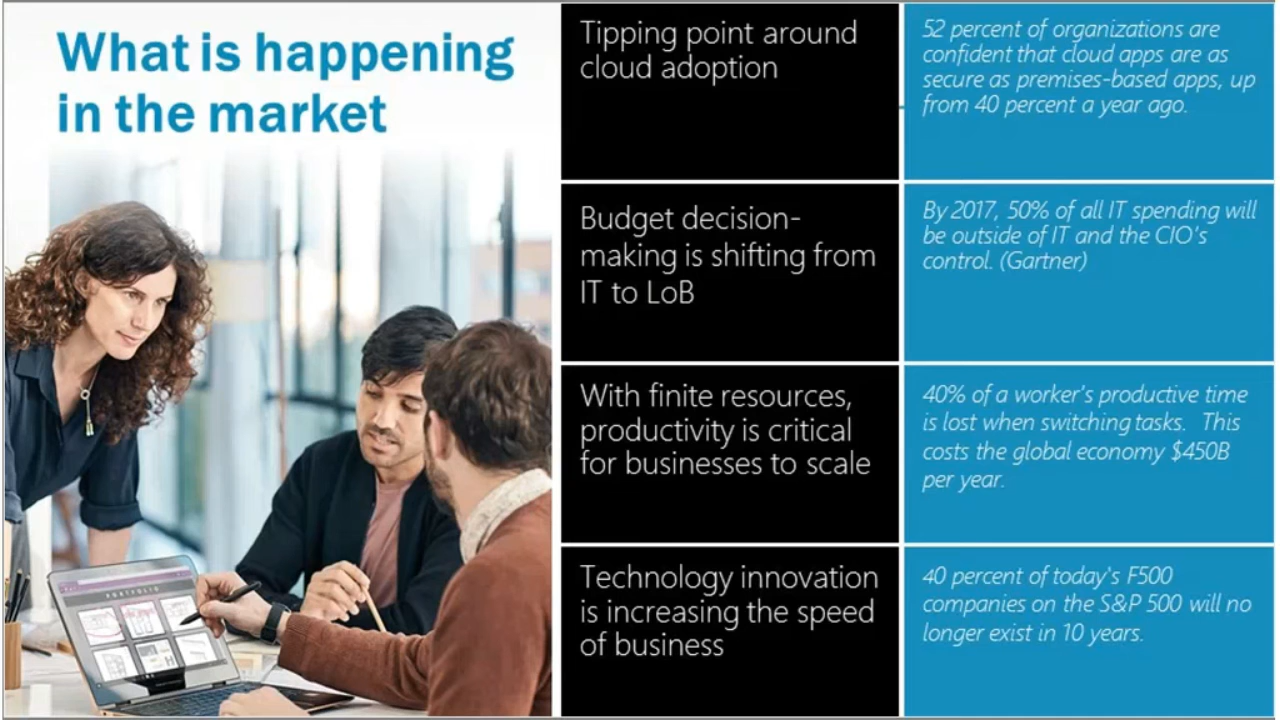 What is happening
in the market
Tipping point around
cloud adoption
52 percent of organizations are
confident that cloud apps are as
secure as premises-based apps, up
from 40 percent a year ago.
Budget decision-
making is shifting from
IT to LoB
By 2017, 50% of all IT spending will
be outside of IT and the CIO's
control. (Gartner)
With finite resources,
productivity is critical
for businesses to scale
40% of a worker's productive time
is lost when switching tasks. This
costs the global economy $450B
per year.
Technology innovation
is increasing the speed
of business
40 percent of today's F500
companies on the S&P 500 will no
longer exist in 10 years.
PORTFOLIO